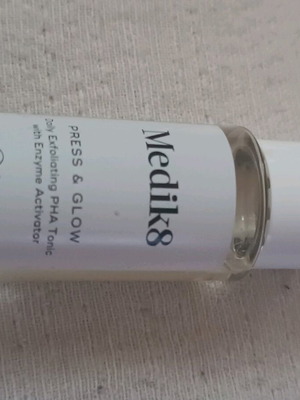 Medik8
PRESS & GLOW
Daily Exfoliating PHA Tonic
with Enzyme Activator